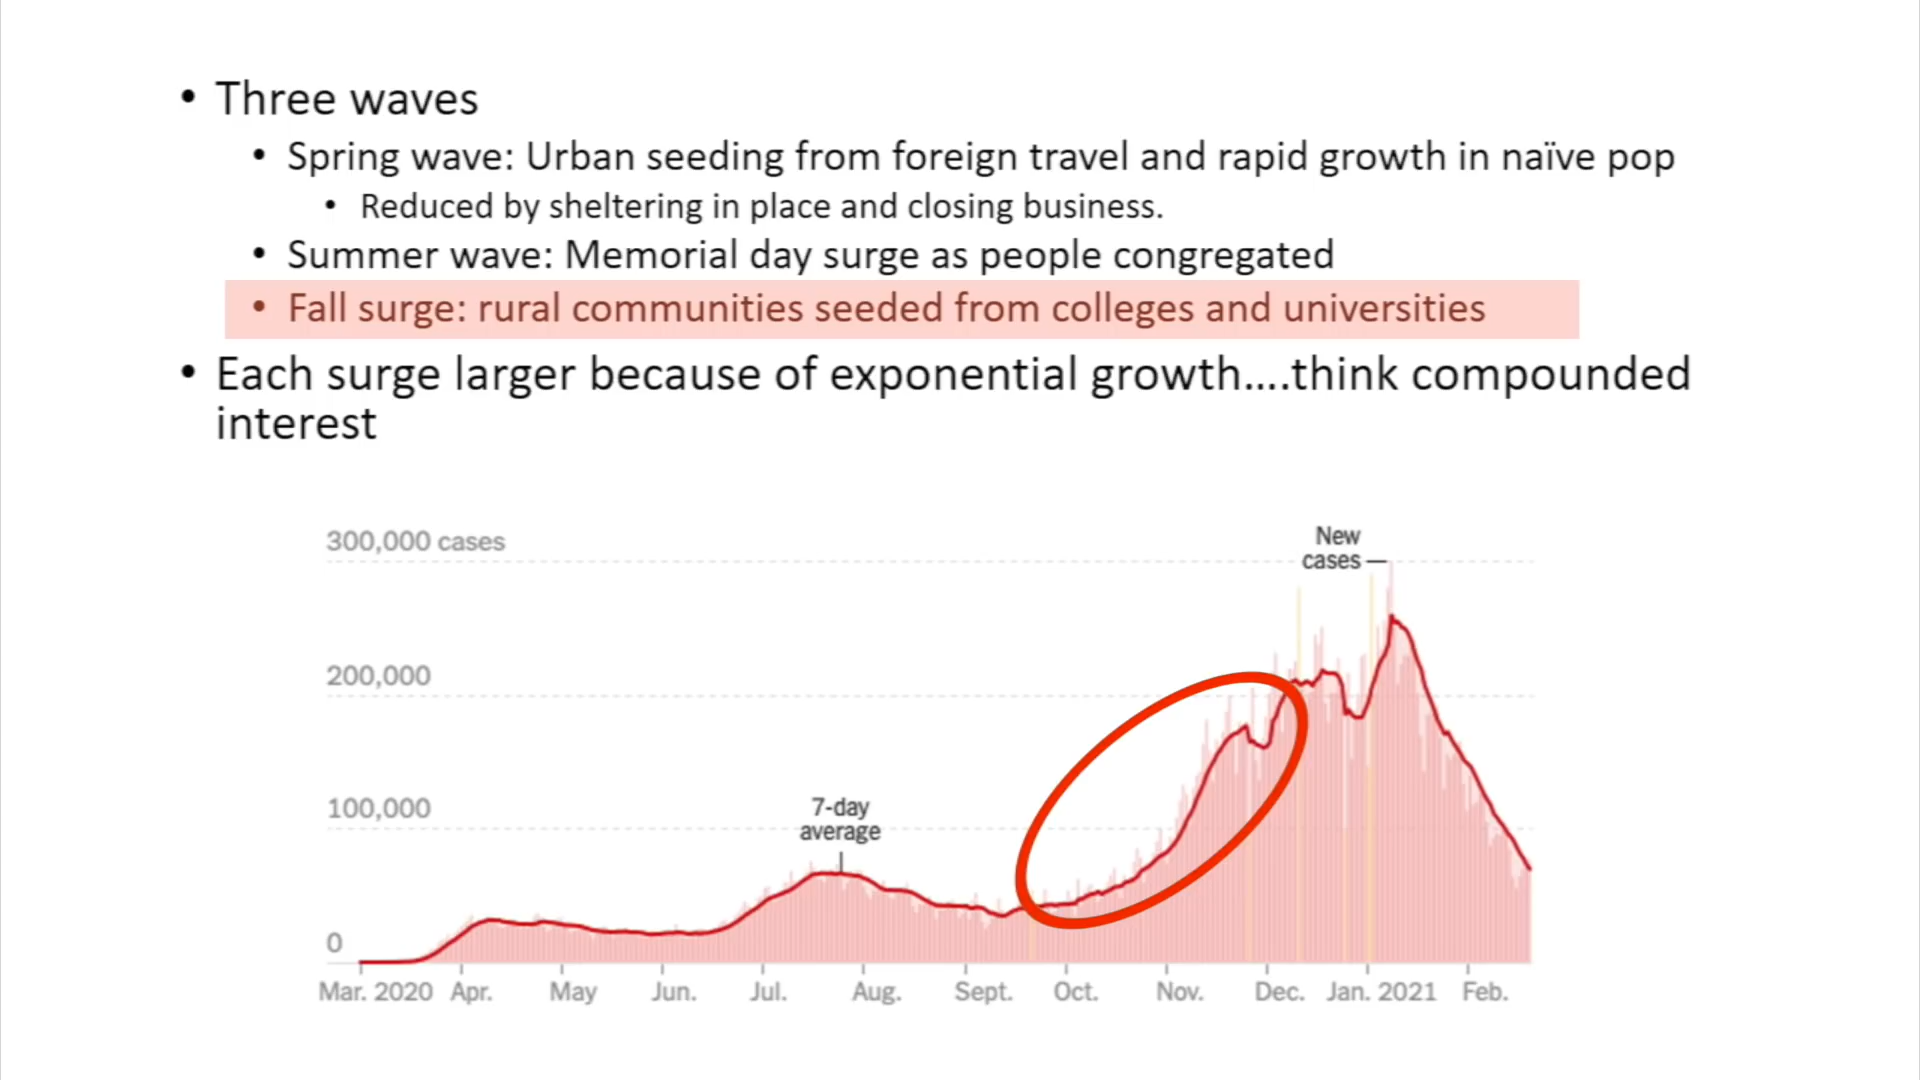 • Three waves
• Spring wave: Urban seeding from foreign travel and rapid growth in naïve pop
• Reduced by sheltering in place and closing business.
• Summer wave: Memorial day surge as people congregated
• Fall surge: rural communities seeded from colleges and universities
• Each surge larger because of exponential growth....think compounded
interest
300,000 cases
New
cases
200,000
100,000
7-day
average
0
Mar. 2020 Apr. May Jun. Jul. Aug. Sept. Oct. Nov. Dec. Jan. 2021 Feb.